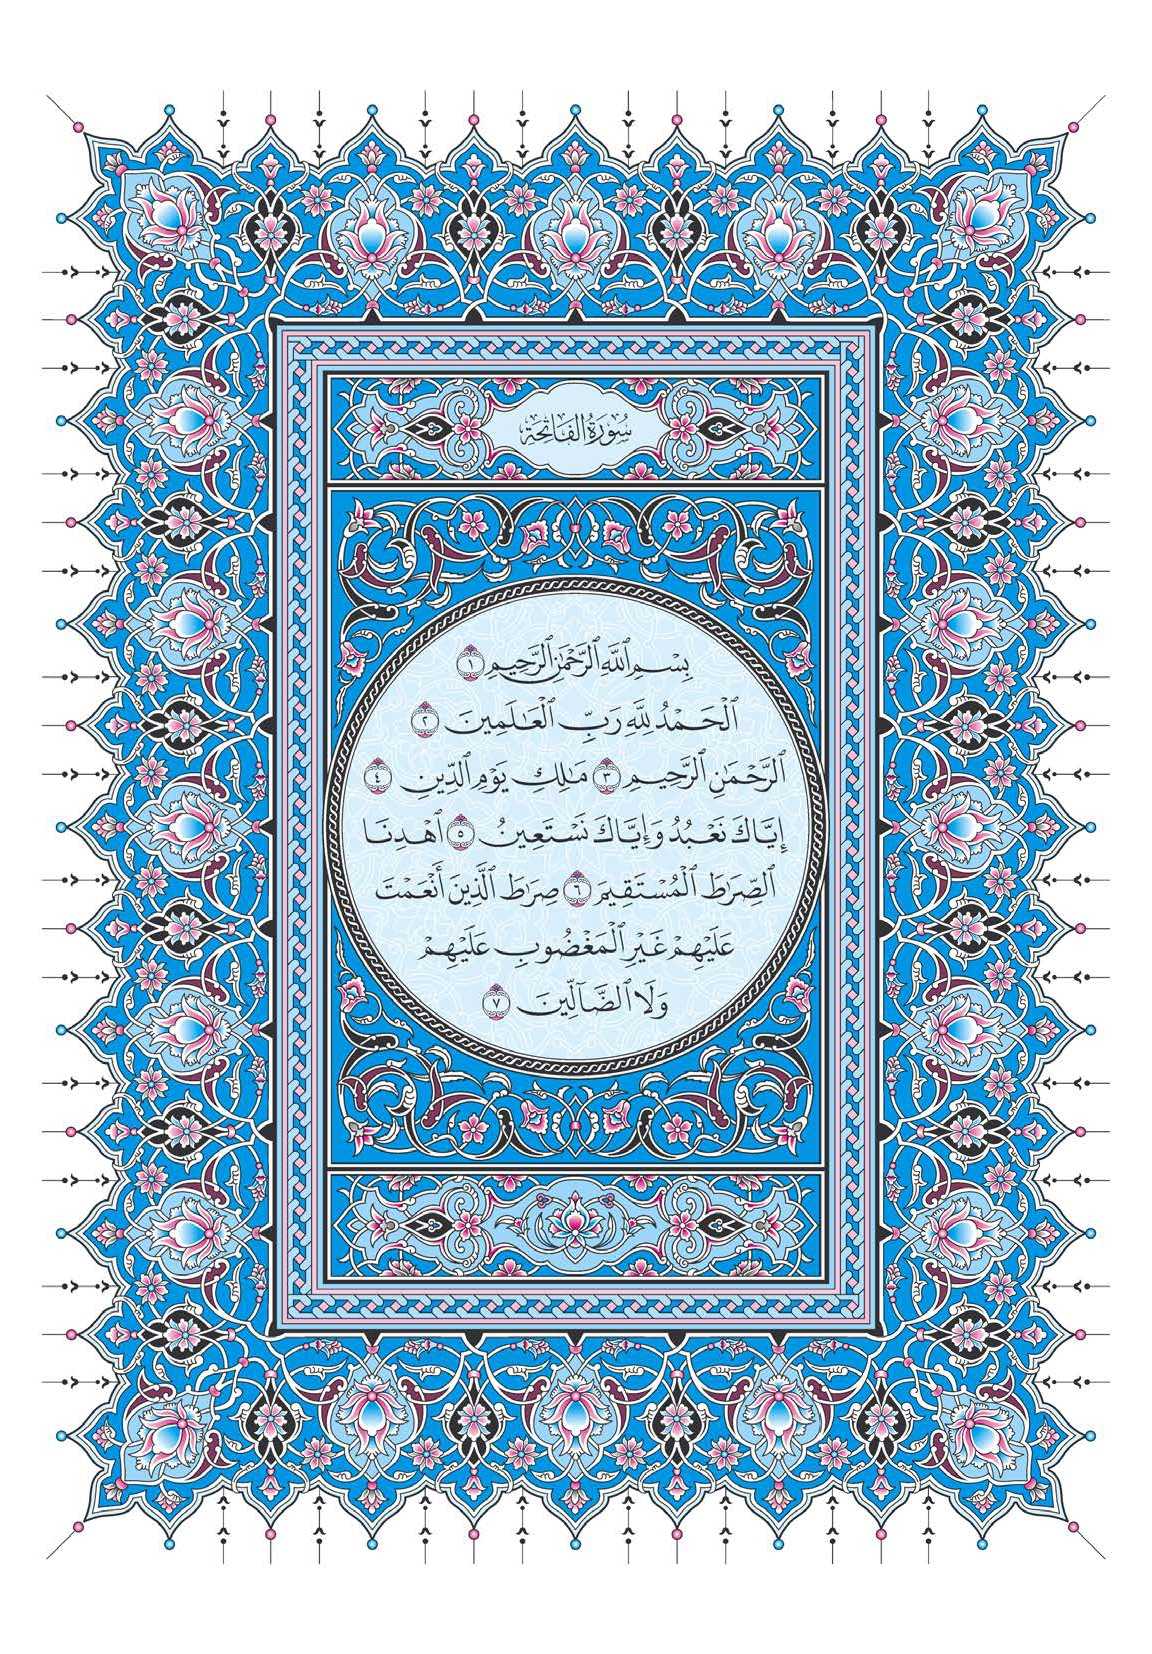 سُورَةُ الفَاتِحَةِ
بِسْمِ ٱللَّهِ ٱلرَّحْمَٰنِ ٱلرَّحِيمِ ١
ٱلْحَمْدُ لِلَّهِ رَبِّ ٱلْعَٰلَمِينَ ٢
ٱلرَّحْمَٰنِ ٱلرَّحِيمِ ٣ مَٰلِكِ يَوْمِ ٱلدِّينِ ٤
إِيَّاكَ نَعْبُدُ وَإِيَّاكَ نَسْتَعِينُ ٥ ٱهْدِنَا
ٱلصِّرَٰطَ ٱلْمُسْتَقِيمَ ٦ صِرَٰطَ ٱلَّذِينَ أَنْعَمْتَ
عَلَيْهِمْ غَيْرِ ٱلْمَغْضُوبِ عَلَيْهِمْ
وَلَا ٱلضَّآلِّينَ ٧